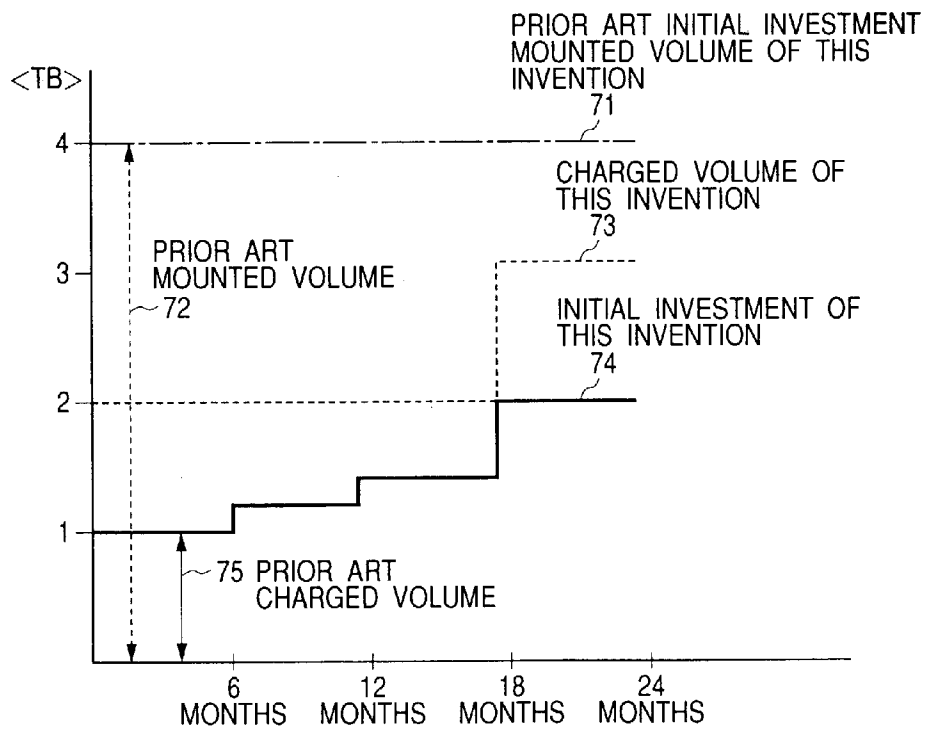 PRIOR ART INITIAL INVESTMENT
MOUNTED VOLUME OF THIS
INVENTION
71
<TB>
4
CHARGED VOLUME OF
THIS INVENTION
73
PRIOR ART
MOUNTED VOLUME
72
3
INITIAL INVESTMENT OF
THIS INVENTION
74
2
1
75 PRIOR ART
CHARGED VOLUME
6
MONTHS
12
MONTHS
18
MONTHS
24
MONTHS